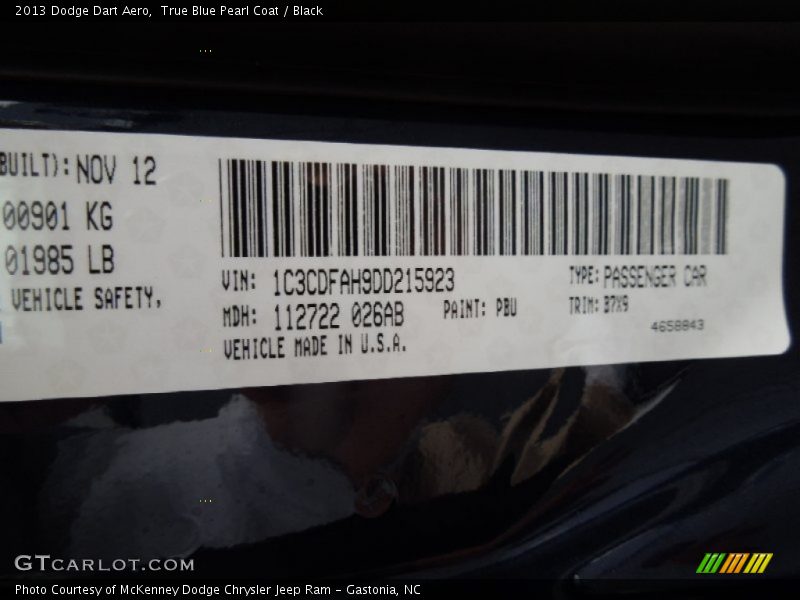 2013 Dodge Dart Aero,  True Blue Pearl Coat / Black
BUILT): NOV 12
00901 KG
01985 LB
VEHICLE SAFETY,
VIN: 1C3CDFAH9DD215923 TYPE: PASSENGER CAR
MDH: 112722 026AB PAINT: PBU TRIM: B7X9
VEHICLE MADE IN U.S.A. 4658843
GTCARLOT.COM
Photo Courtesy of McKenney Dodge Chrysler Jeep Ram - Gastonia, NC